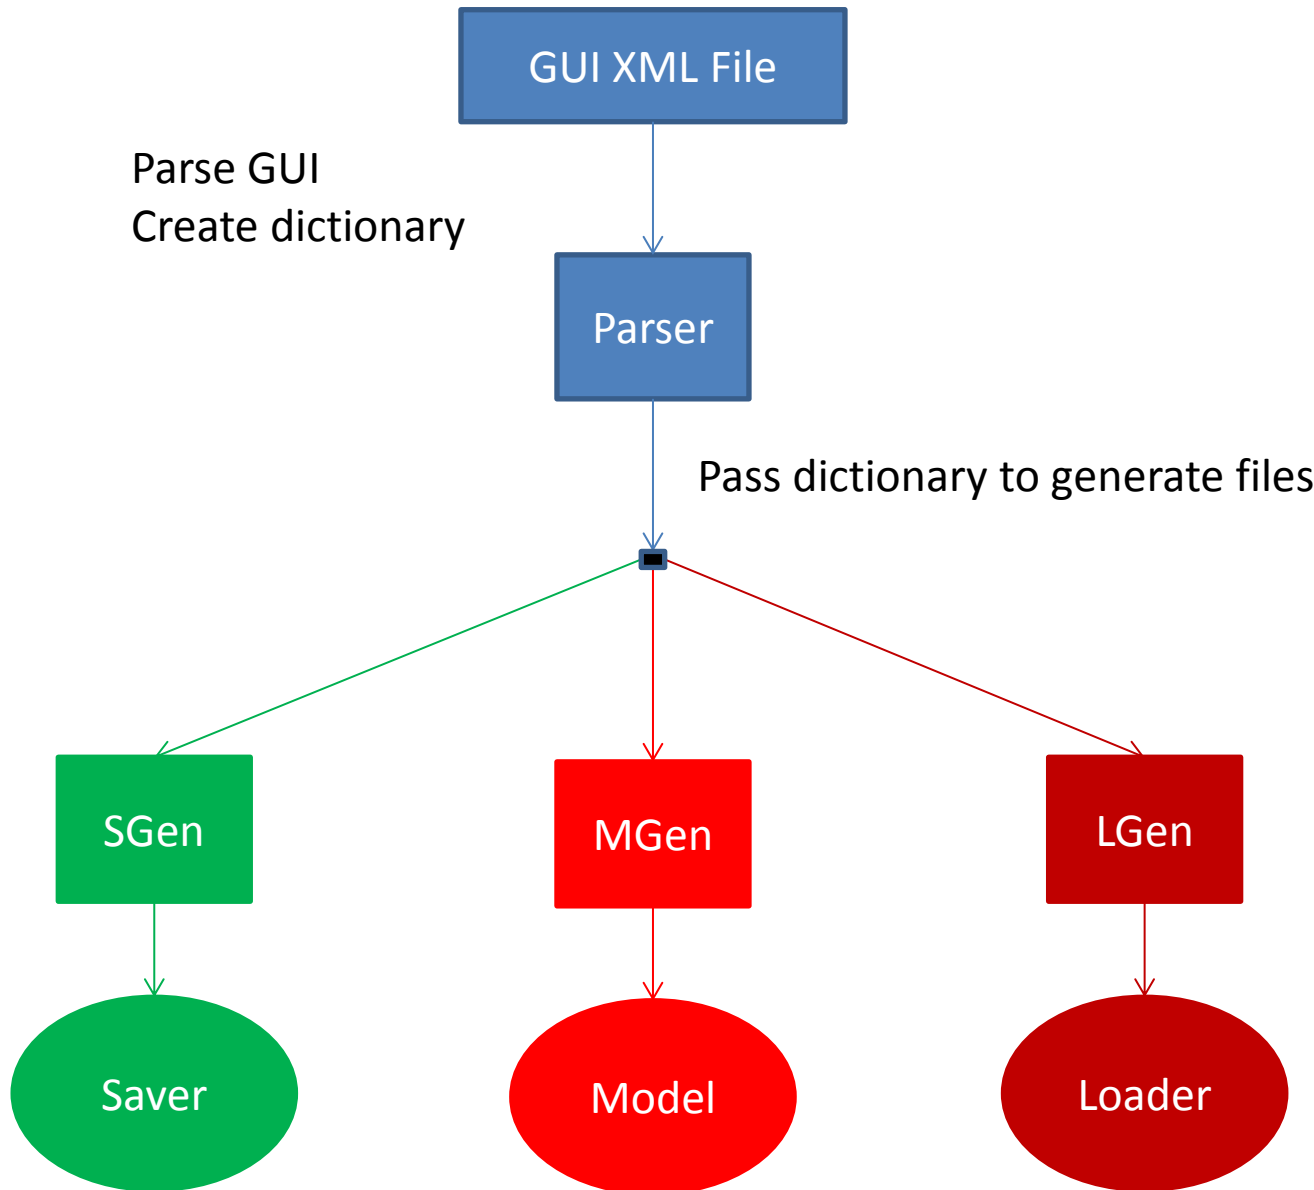 GUI XML File
Parse GUI
Create dictionary
Parser
Pass dictionary to generate files
SGen
MGen
LGen
Saver
Model
Loader